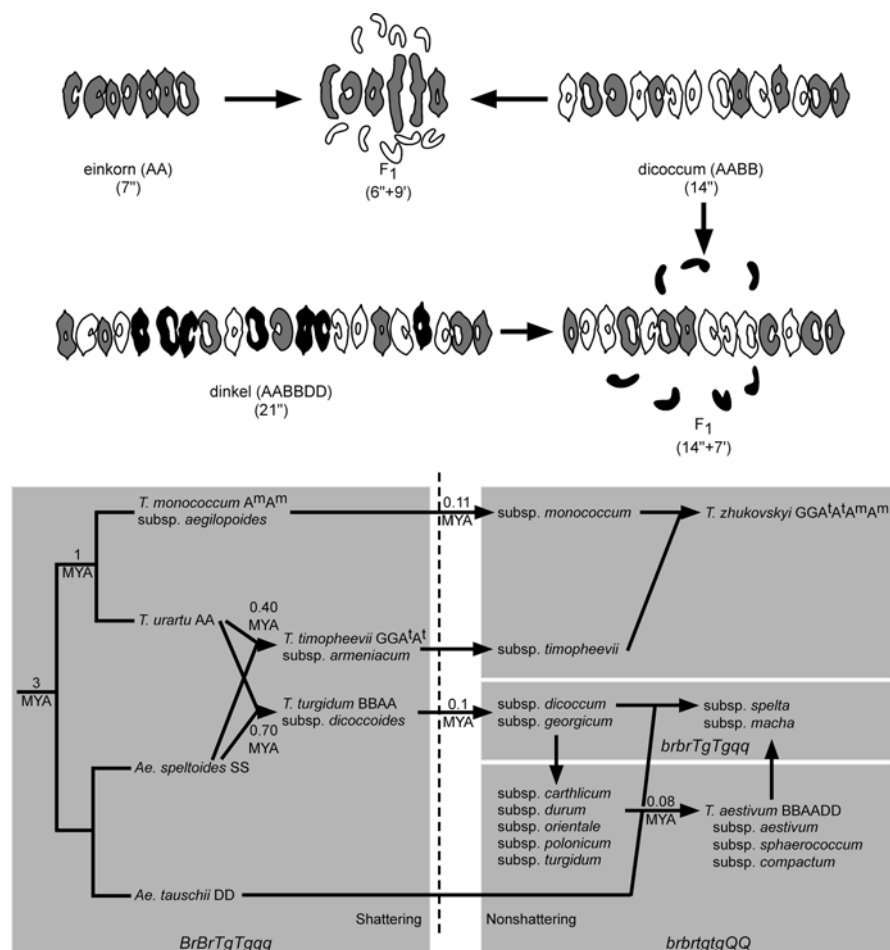 einkorn (AA)
(7")
F1
(6"+9')
dicoccum (AABB)
(14")
dinkel (AABBDD)
(21")
F1
(14"+7')
T. monococcum AᵐAᵐ
subsp. aegilopoides
0.11
MYA
subsp. monococcum
T. zhukovskyi GGAᵗAᵗAᵐAᵐ
1
MYA
T. urartu AA
0.40
MYA
T. timopheevii GGAᵗAᵗ
subsp. armeniacum
subsp. timopheevii
3
MYA
T. turgidum BBAA
subsp. dicoccoides
0.70
MYA
0.1
MYA
subsp. dicoccum
subsp. georgicum
subsp. spelta
subsp. macha
brbrTgTgqq
Ae. speltoides SS
subsp. carthlicum
subsp. durum
subsp. orientale
subsp. polonicum
subsp. turgidum
0.08
MYA
T. aestivum BBAADD
subsp. aestivum
subsp. sphaerococcum
subsp. compactum
Ae. tauschii DD
Shattering
Nonshattering
BrBrTgTgqq
brbrtgtgQQ